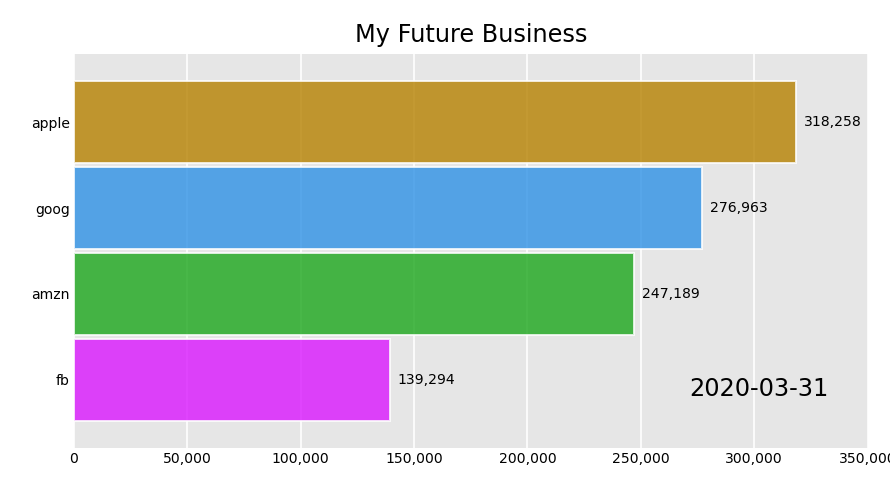 My Future Business
apple 318,258
goog 276,963
amzn 247,189
fb 139,294
2020-03-31
0 50,000 100,000 150,000 200,000 250,000 300,000 350,000